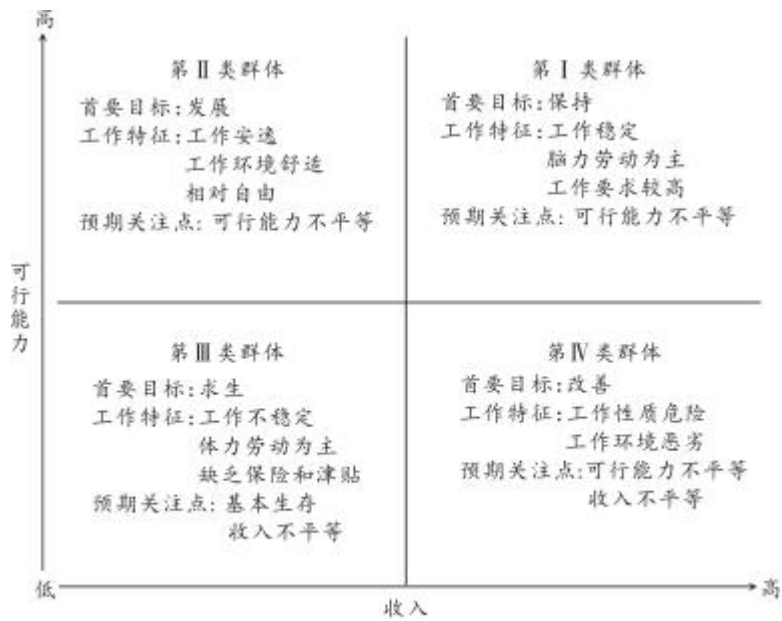 高
第Ⅱ类群体
首要目标:发展
工作特征:工作安逸
工作环境舒适
相对自由
预期关注点:可行能力不平等
第Ⅰ类群体
首要目标:保持
工作特征:工作稳定
脑力劳动为主
工作要求较高
预期关注点:可行能力不平等
可行能力
第Ⅲ类群体
首要目标:求生
工作特征:工作不稳定
体力劳动为主
缺乏保险和津贴
预期关注点:基本生存
收入不平等
第Ⅳ类群体
首要目标:改善
工作特征:工作性质危险
工作环境恶劣
预期关注点:可行能力不平等
收入不平等
低
收入
高